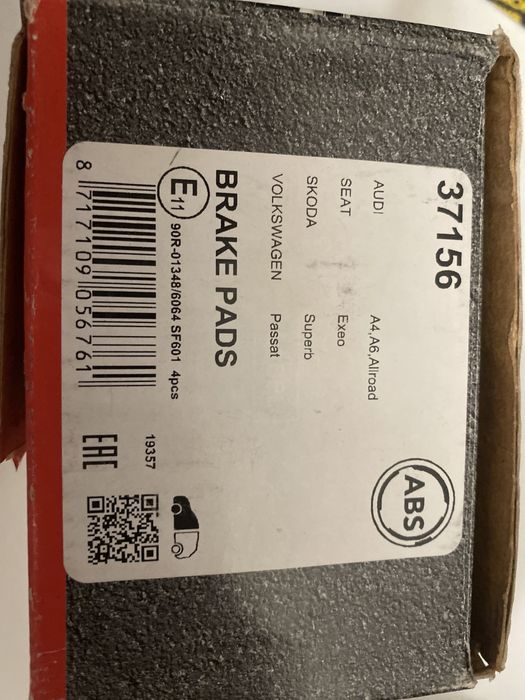 37156
AUDI A4,A6,Allroad
SEAT Exeo
SKODA Superb
VOLKSWAGEN Passat
ABS
BRAKE PADS
E11 90R-01348/6064 SF601 4pcs
19357
8 717109 056761
EAC